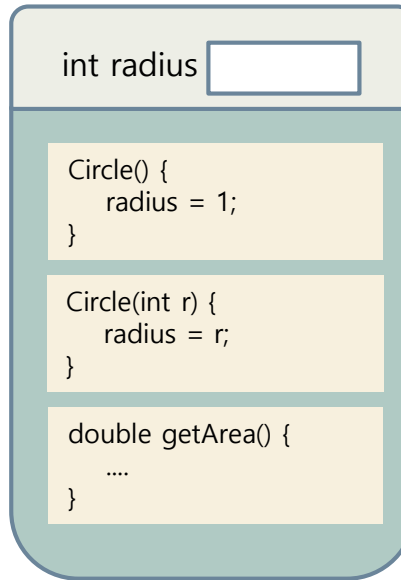 int radius
Circle() {
radius = 1;
}
Circle(int r) {
radius = r;
}
double getArea() {
....
}